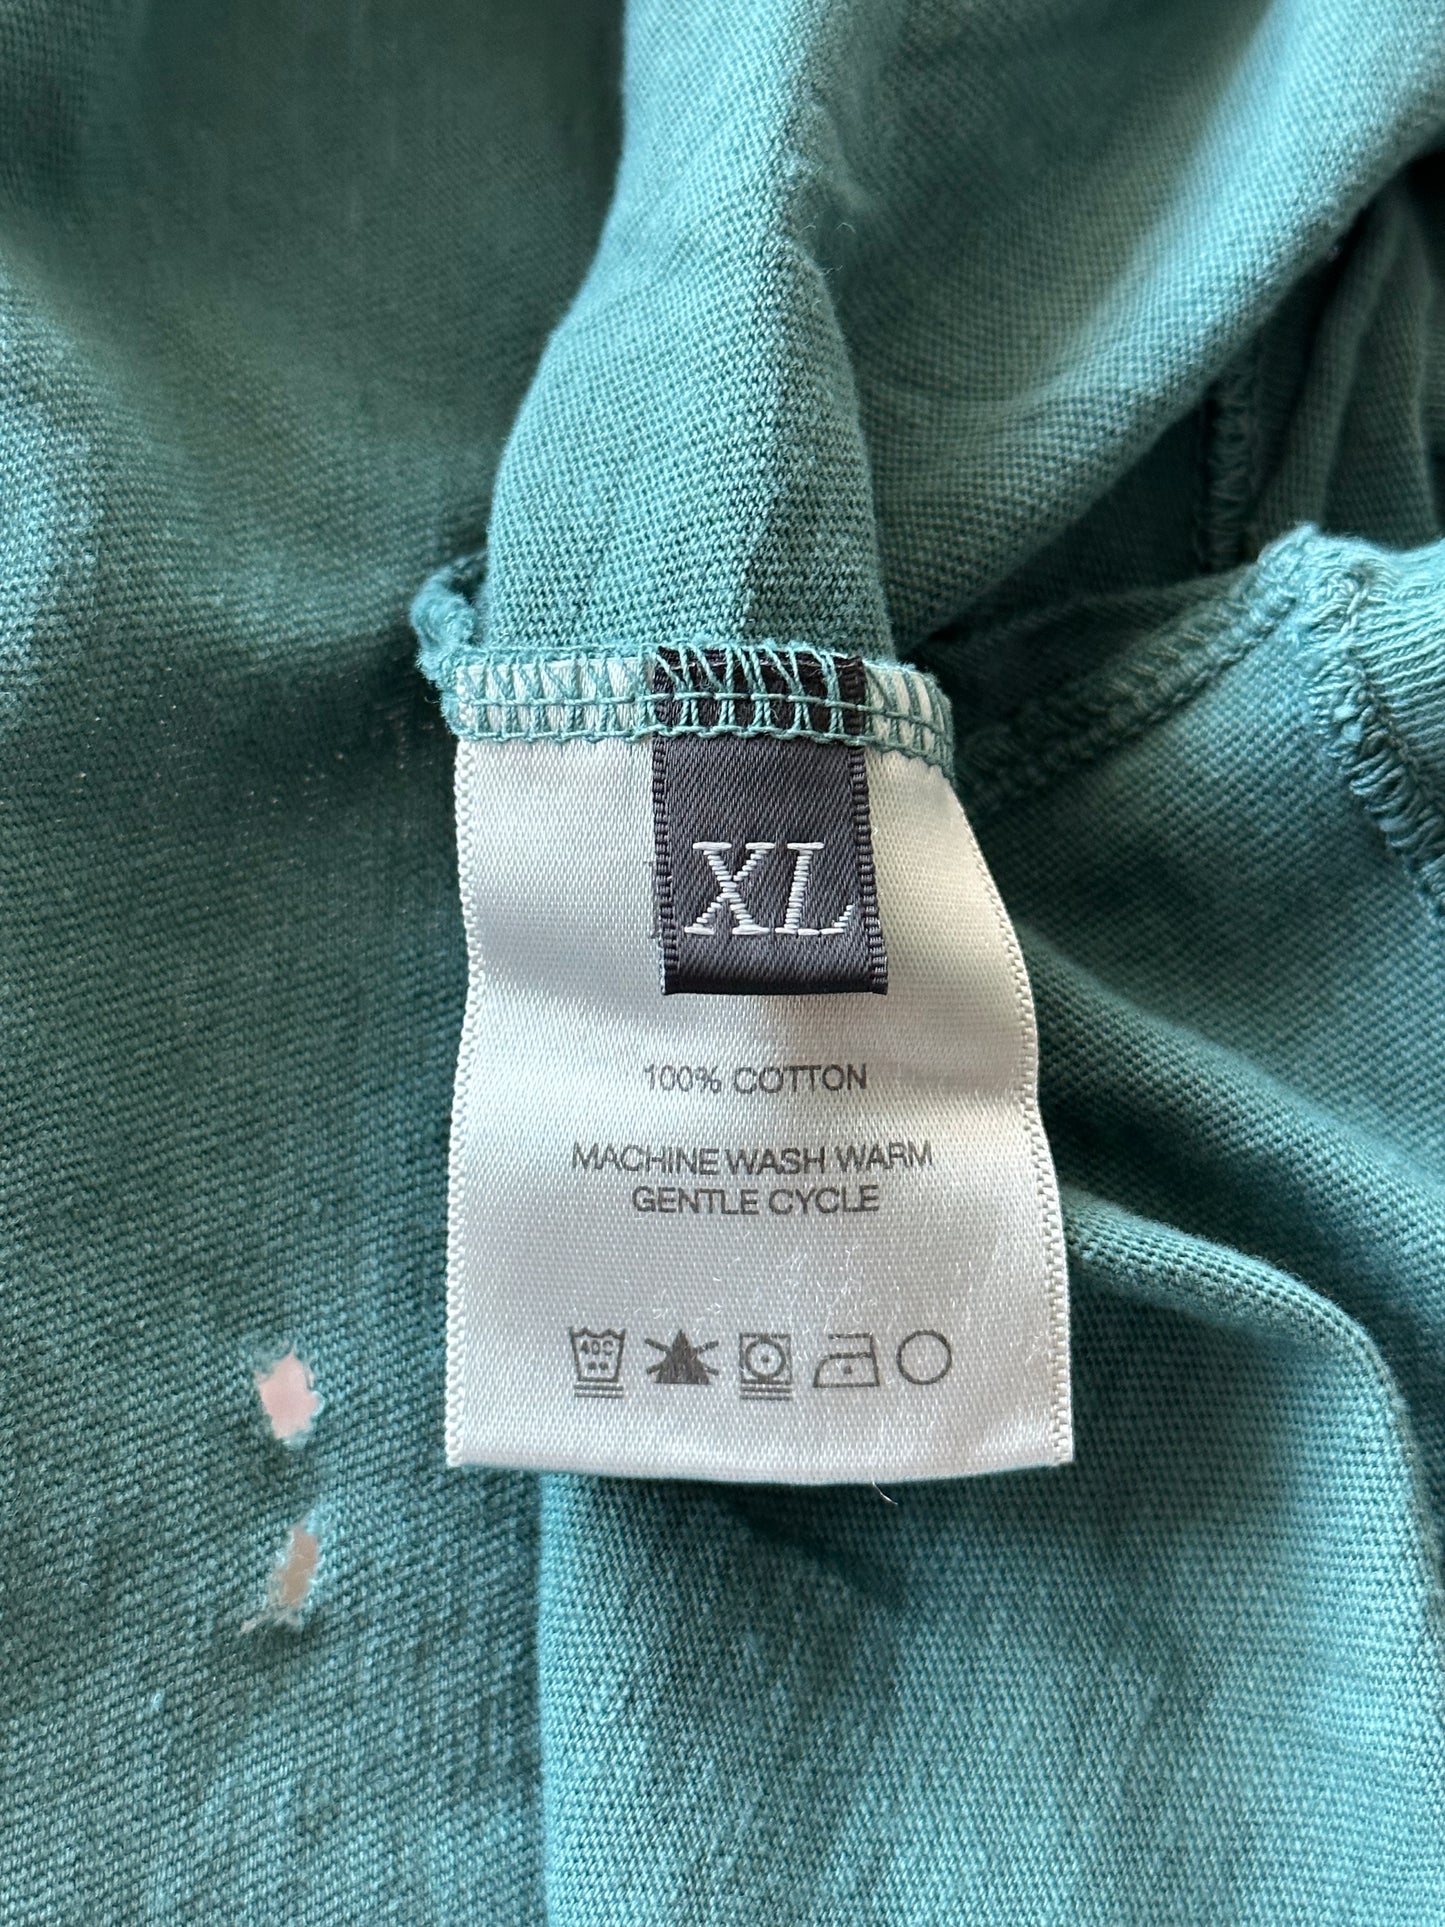 XL
100% COTTON
MACHINE WASH WARM
GENTLE CYCLE
40C